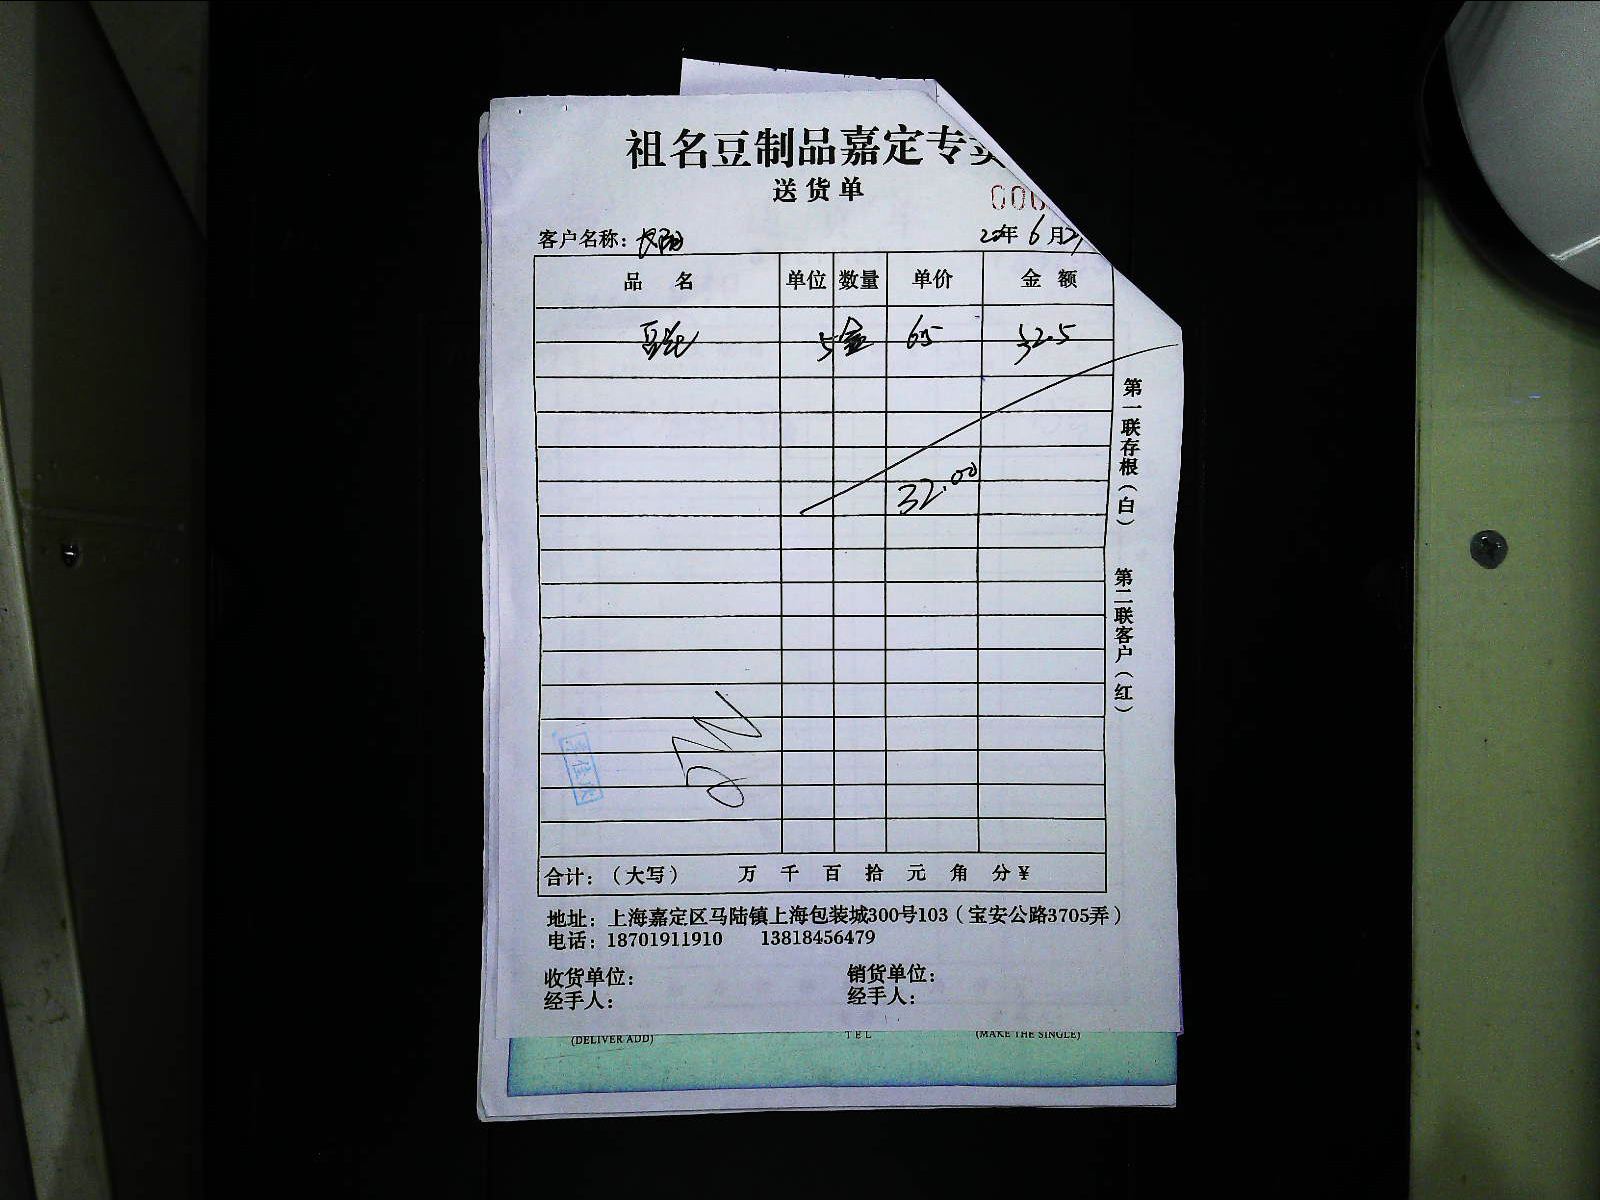 祖名豆制品嘉定专卖
送货单
000
客户名称：
20年6月21
品名 单位 数量 单价 金额
豆 5 盒 65 32.5
32.00
第一联存根（白）
第二联客户（红）
合计：（大写） 万 千 百 拾 元 角 分 ¥
地址：上海嘉定区马陆镇上海包装城300号103（宝安公路3705弄）
电话：18701911910 13818456479
收货单位： 销货单位：
经手人： 经手人：
(DELIVER ADD) TEL (MAKE THE SINGLE)